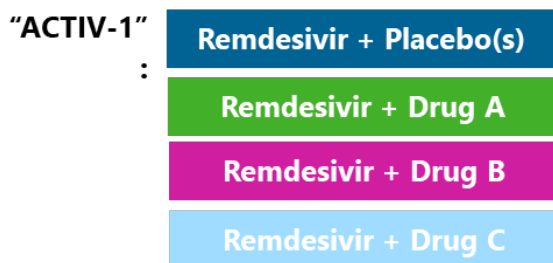 “ACTIV-1”
:
Remdesivir + Placebo(s)
Remdesivir + Drug A
Remdesivir + Drug B
Remdesivir + Drug C